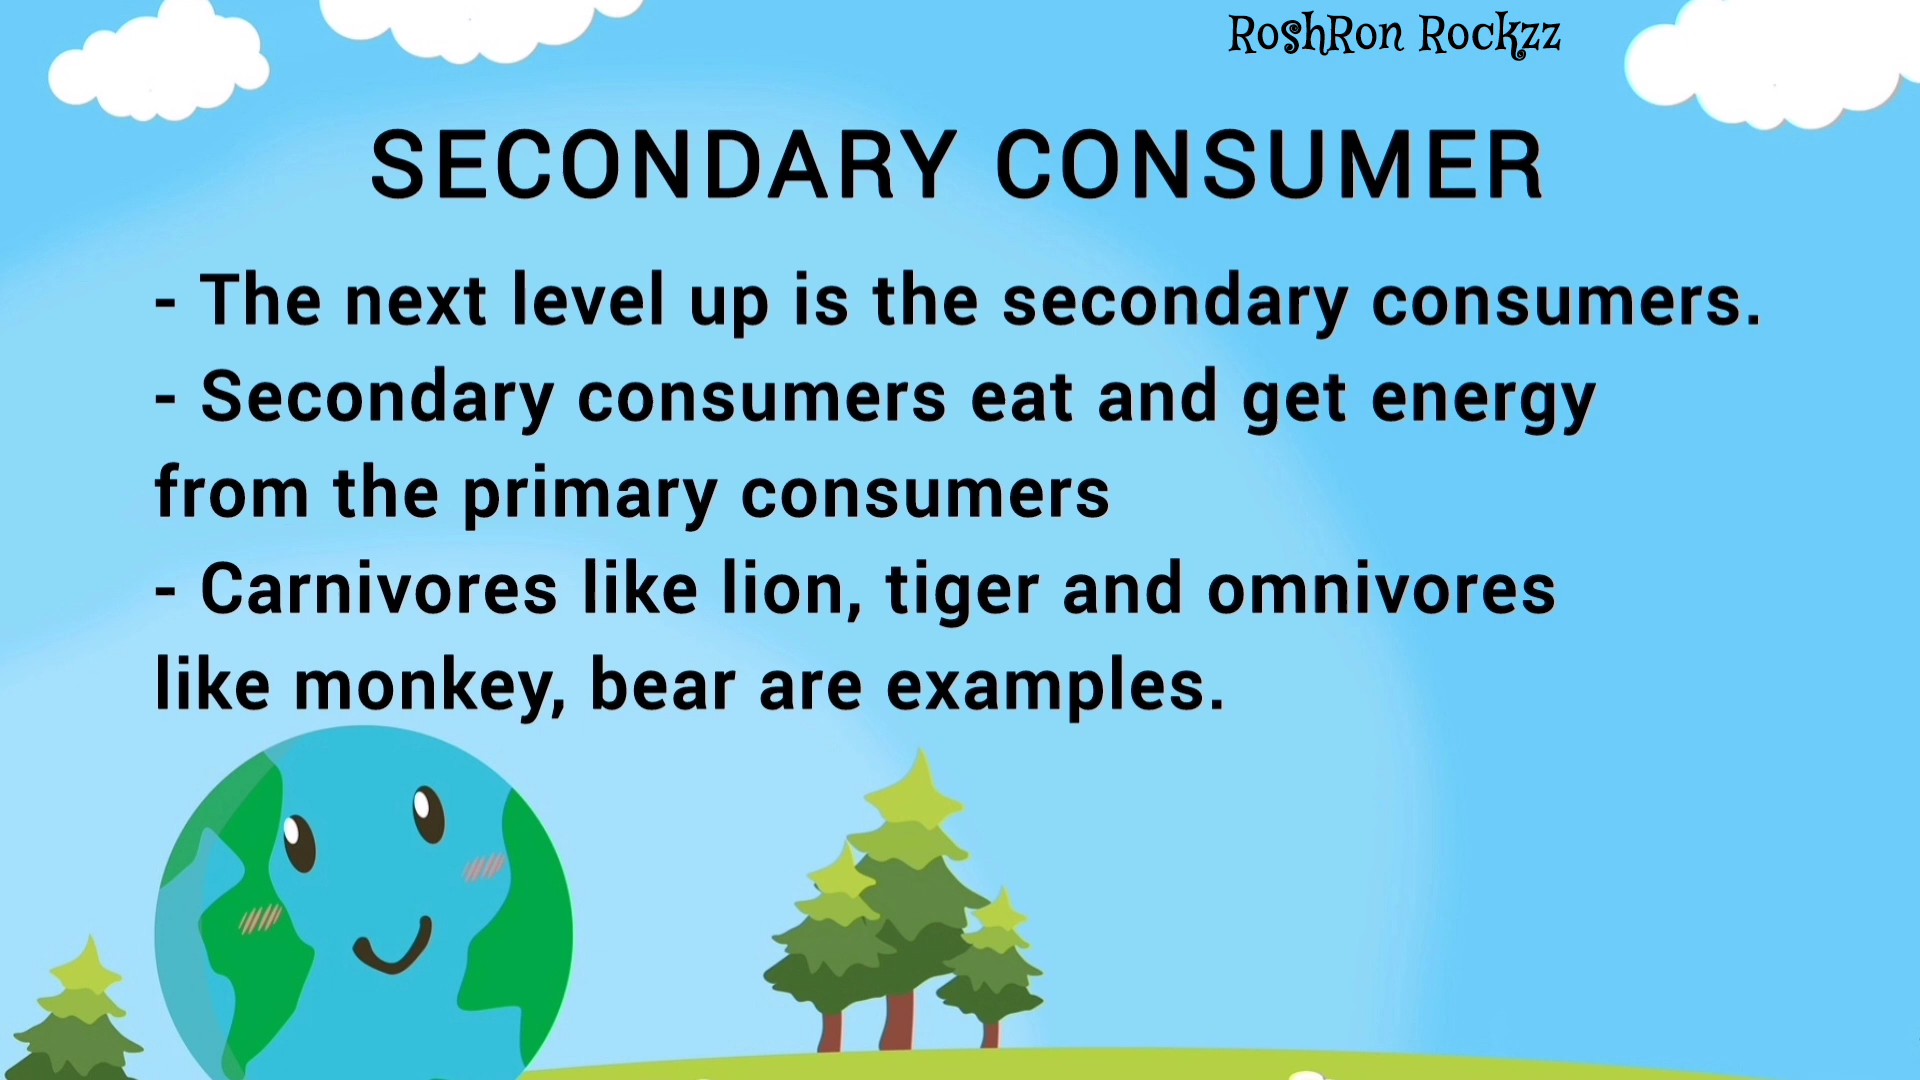 RoshRon Rockzz
SECONDARY CONSUMER
- The next level up is the secondary consumers.
- Secondary consumers eat and get energy
from the primary consumers
- Carnivores like lion, tiger and omnivores
like monkey, bear are examples.